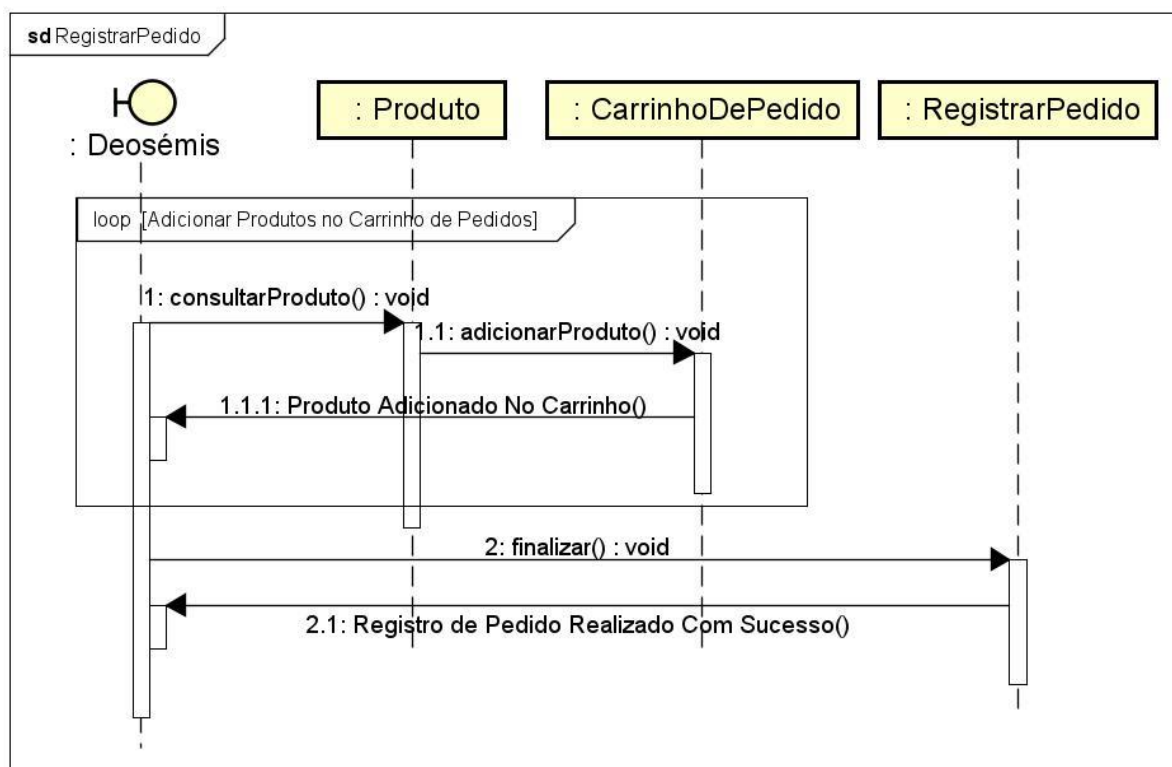 sd RegistrarPedido
: Deosémis
: Produto
: CarrinhoDePedido
: RegistrarPedido
loop [Adicionar Produtos no Carrinho de Pedidos]
1: consultarProduto() : void
1.1: adicionarProduto() : void
1.1.1: Produto Adicionado No Carrinho()
2: finalizar() : void
2.1: Registro de Pedido Realizado Com Sucesso()